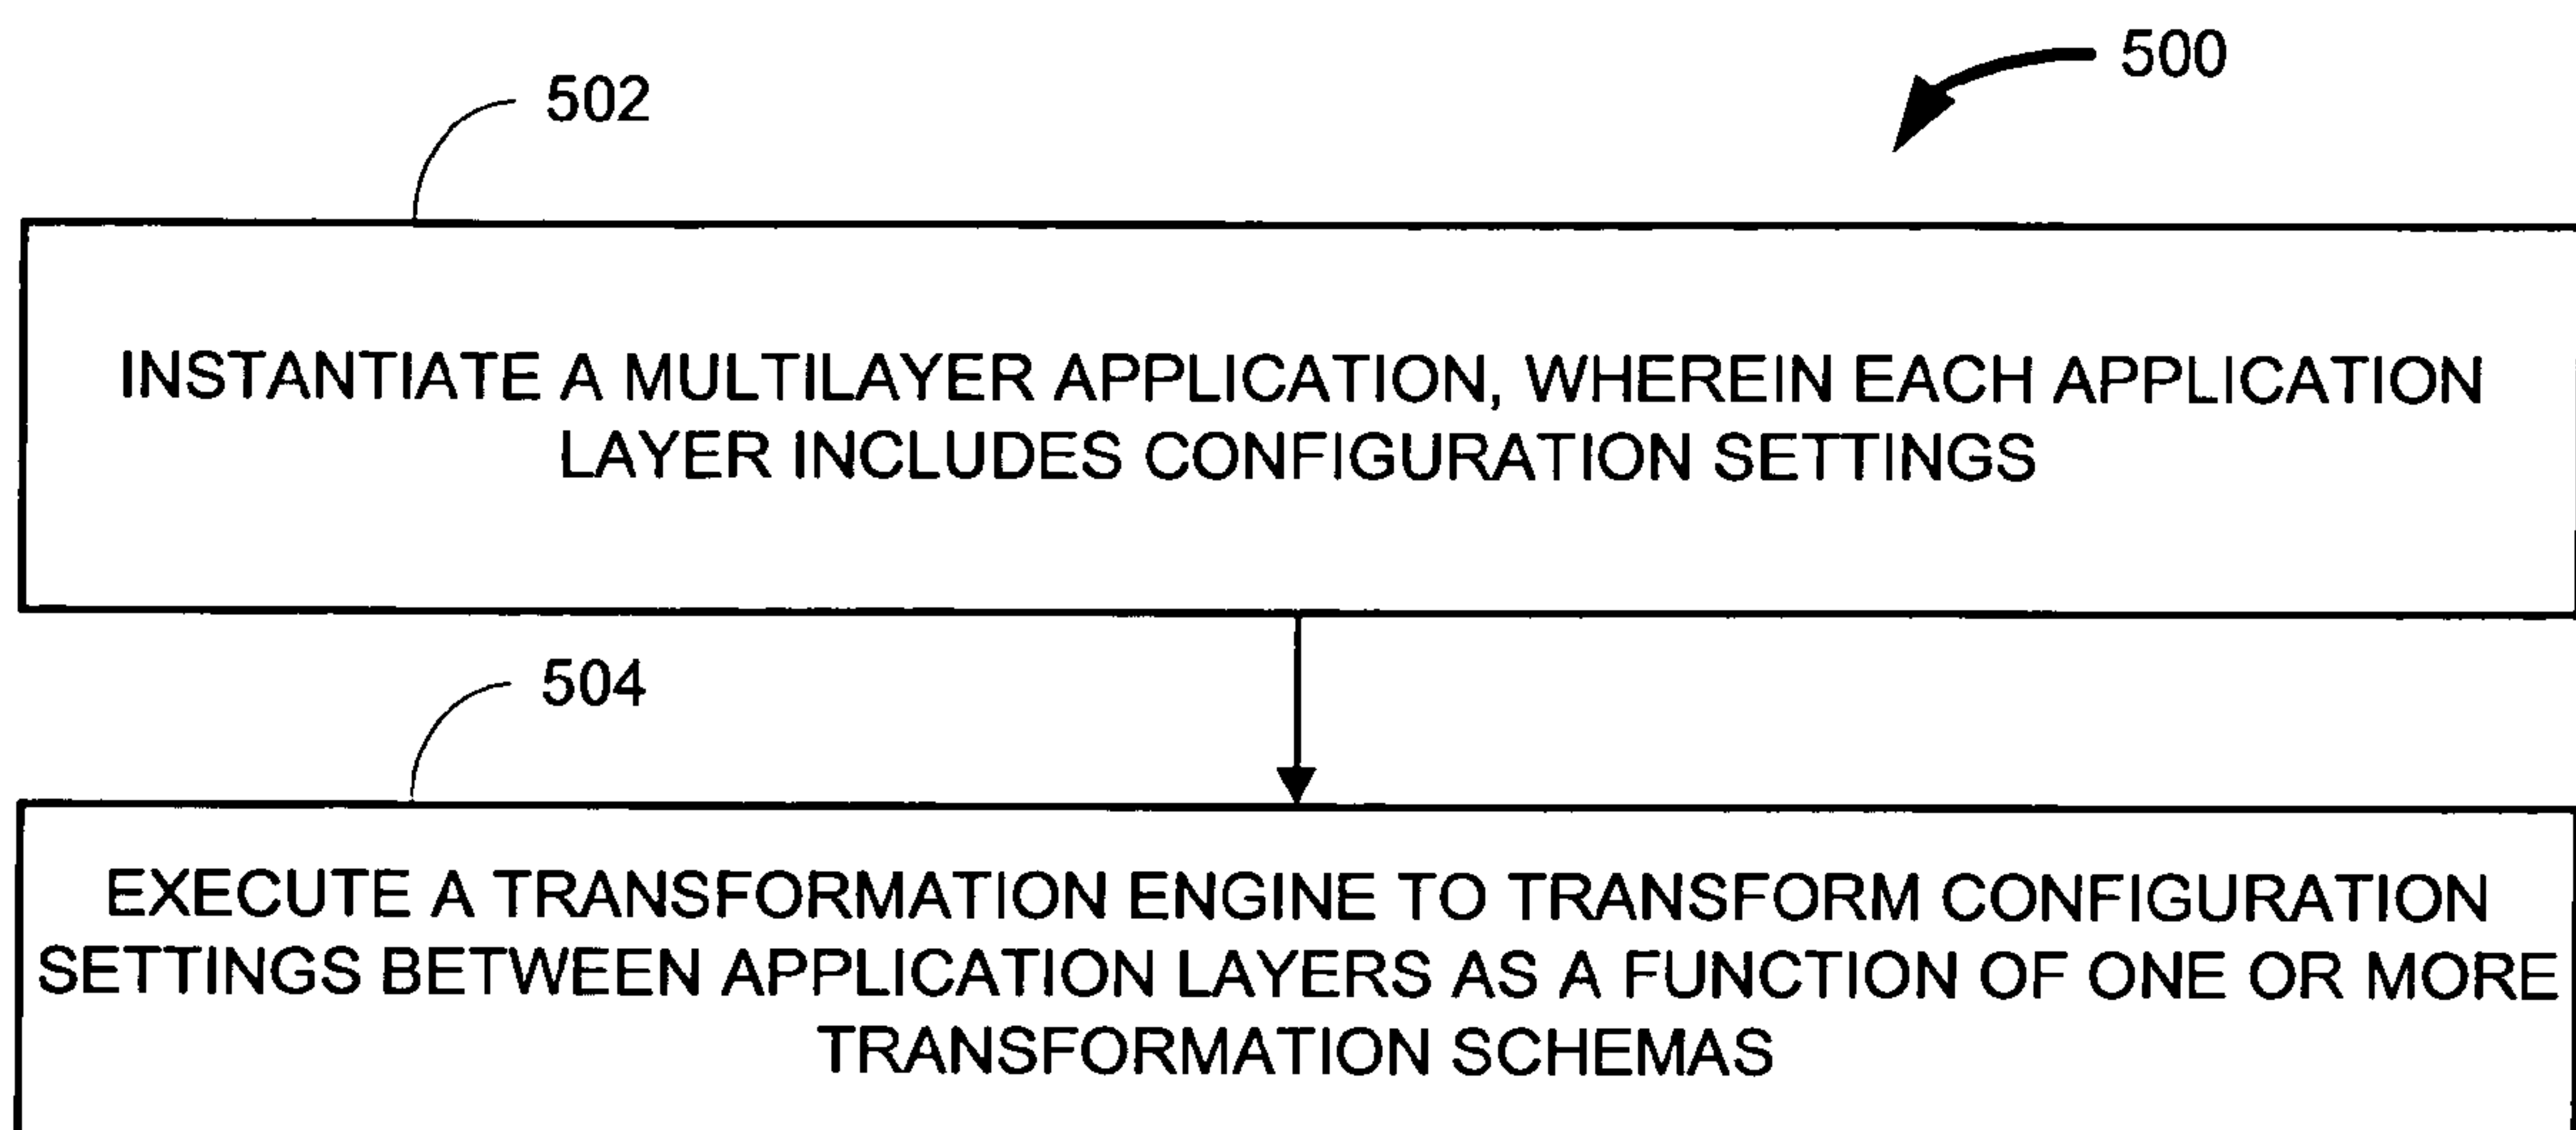 500
502
INSTANTIATE A MULTILAYER APPLICATION, WHEREIN EACH APPLICATION
LAYER INCLUDES CONFIGURATION SETTINGS
504
EXECUTE A TRANSFORMATION ENGINE TO TRANSFORM CONFIGURATION
SETTINGS BETWEEN APPLICATION LAYERS AS A FUNCTION OF ONE OR MORE
TRANSFORMATION SCHEMAS